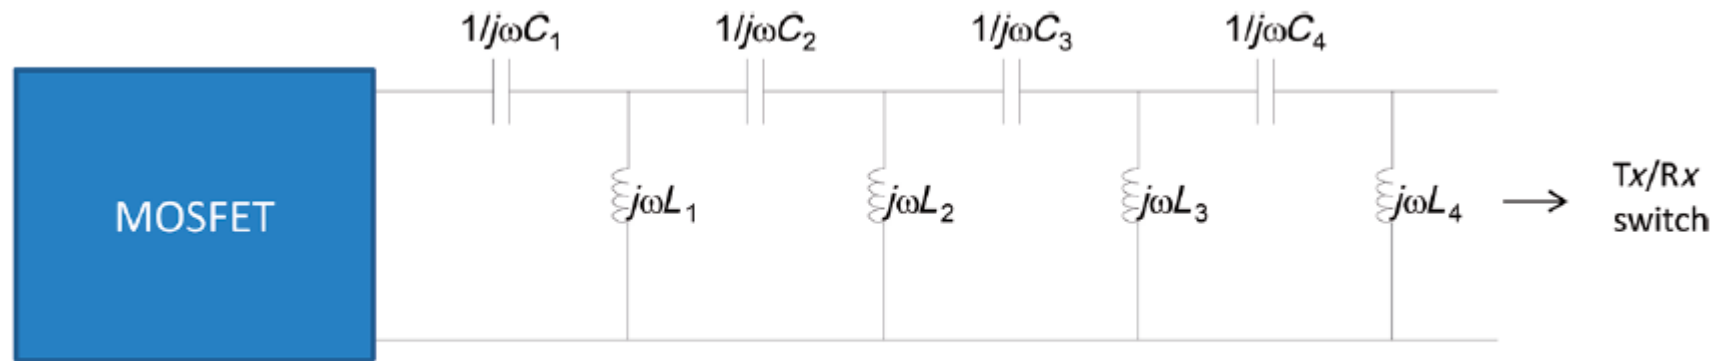 1/jωC₁ 1/jωC₂ 1/jωC₃ 1/jωC₄
MOSFET
jωL₁ jωL₂ jωL₃ jωL₄
Tx/Rx
switch